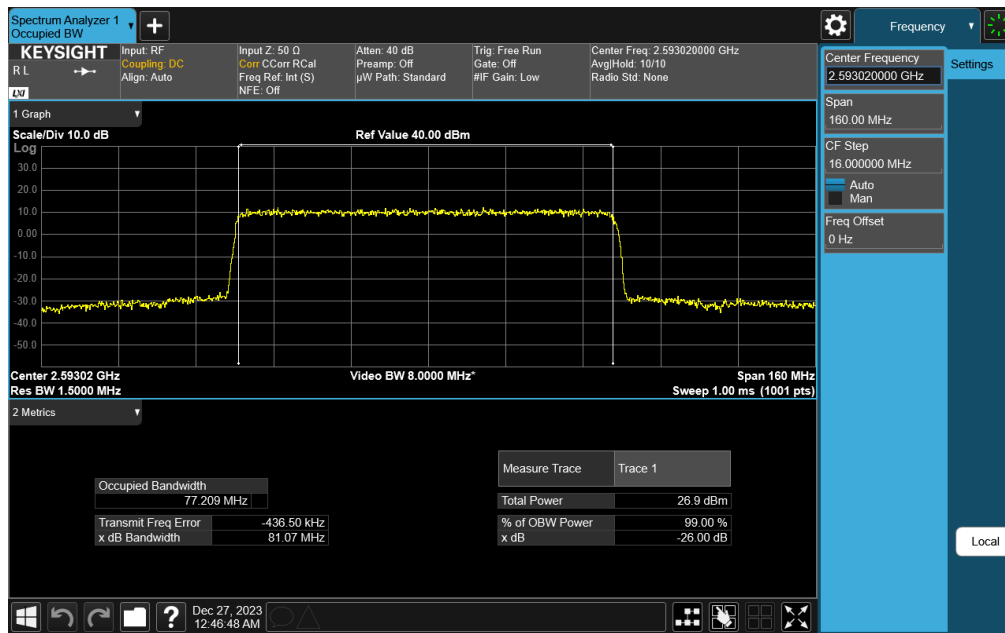 Spectrum Analyzer 1
Occupied BW
Frequency
KEYSIGHT
R L
LXI
Input: RF
Coupling: DC
Align: Auto
Input Z: 50 Ω
Corr CCorr RCal
Freq Ref: Int (S)
NFE: Off
Atten: 40 dB
Preamp: Off
µW Path: Standard
Trig: Free Run
Gate: Off
#IF Gain: Low
Center Freq: 2.593020000 GHz
Avg|Hold: 10/10
Radio Std: None
Center Frequency
2.593020000 GHz
Settings
Span
160.00 MHz
CF Step
16.000000 MHz
Auto
Man
Freq Offset
0 Hz
1 Graph
Scale/Div 10.0 dB
Ref Value 40.00 dBm
Log
30.0
20.0
10.0
0.00
-10.0
-20.0
-30.0
-40.0
-50.0
Center 2.59302 GHz
Video BW 8.0000 MHz*
Span 160 MHz
Res BW 1.5000 MHz
Sweep 1.00 ms (1001 pts)
2 Metrics
Measure Trace Trace 1
Occupied Bandwidth
77.209 MHz
Total Power 26.9 dBm
Transmit Freq Error -436.50 kHz
% of OBW Power 99.00 %
x dB Bandwidth 81.07 MHz
x dB -26.00 dB
Local
?
Dec 27, 2023
12:46:48 AM